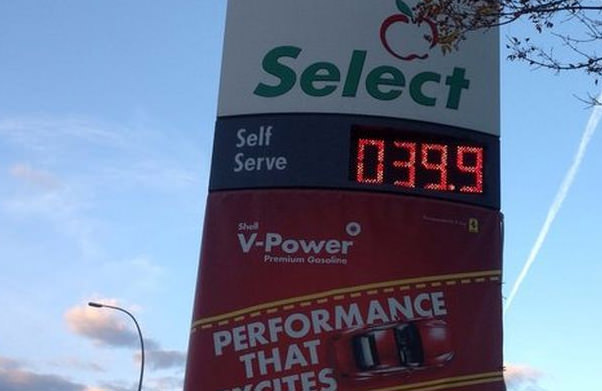 Select
Self
Serve
039.9
Shell
V-Power
Premium Gasoline
PERFORMANCE
THAT